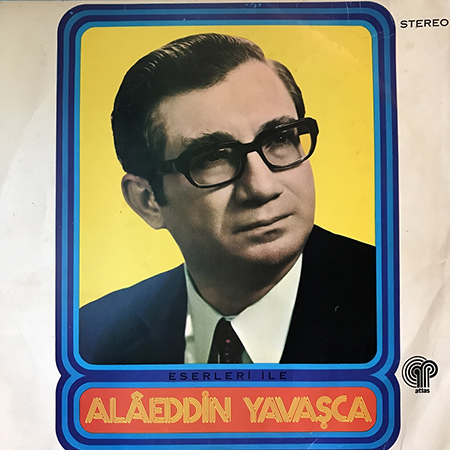 STEREO
ESERLERİ İLE
ALÂEDDİN YAVAŞCA
atlas